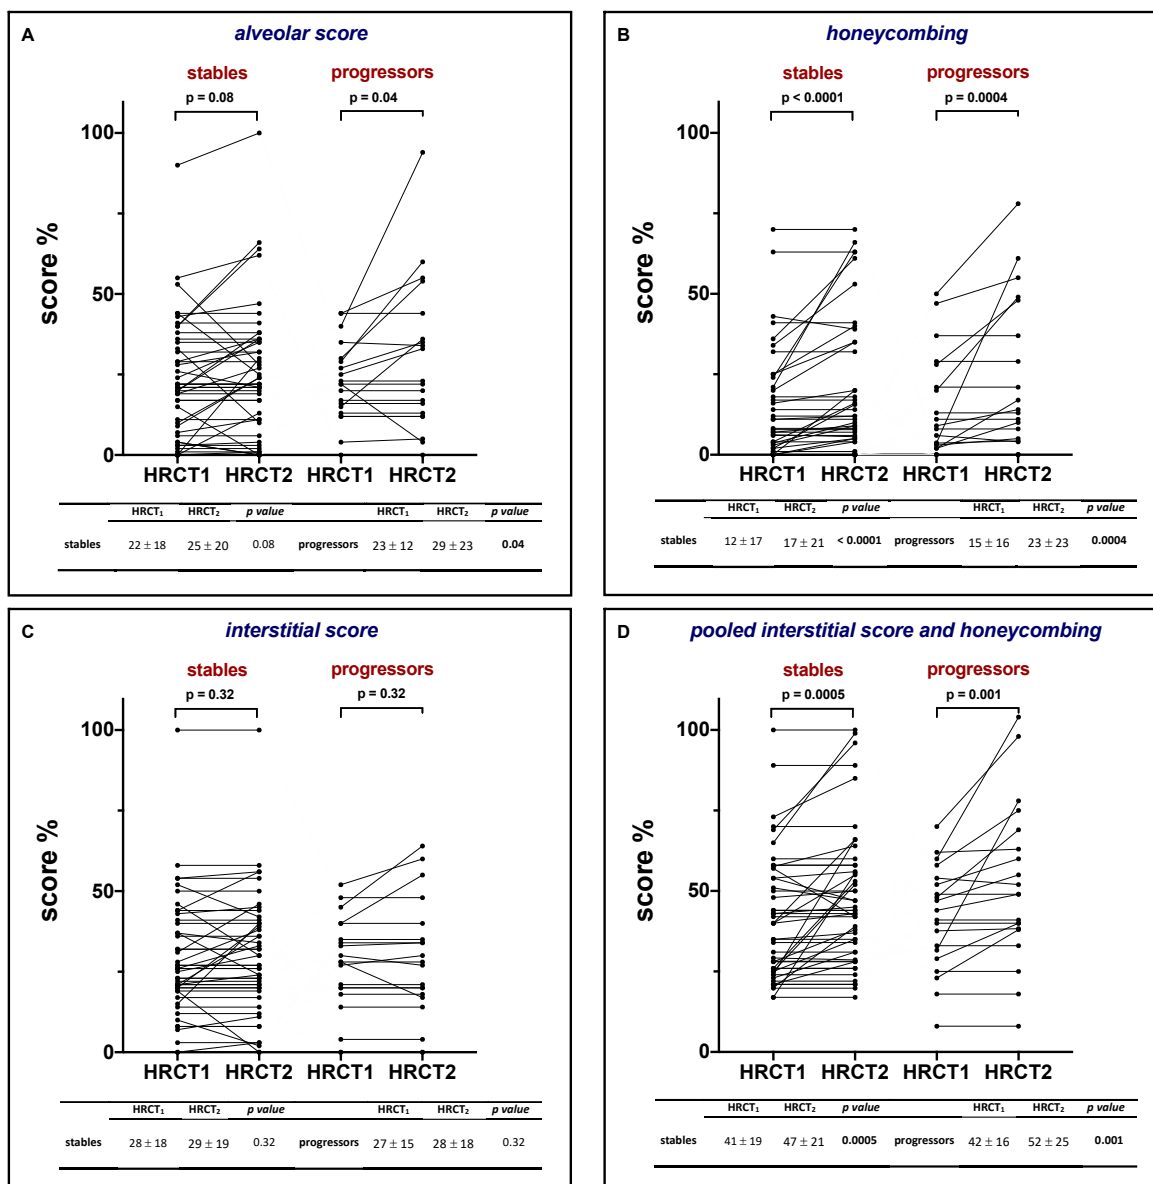 A
alveolar score
stables
progressors
p = 0.08
p = 0.04
100
50
0
score %
HRCT1 HRCT2 HRCT1 HRCT2
HRCT1 HRCT2 p value HRCT1 HRCT2 p value
stables 22 ± 18 25 ± 20 0.08 progressors 23 ± 12 29 ± 23 0.04
B
honeycombing
stables
progressors
p < 0.0001
p = 0.0004
100
50
0
score %
HRCT1 HRCT2 HRCT1 HRCT2
HRCT1 HRCT2 p value HRCT1 HRCT2 p value
stables 12 ± 17 17 ± 21 < 0.0001 progressors 15 ± 16 23 ± 23 0.0004
C
interstitial score
stables
progressors
p = 0.32
p = 0.32
100
50
0
score %
HRCT1 HRCT2 HRCT1 HRCT2
HRCT1 HRCT2 p value HRCT1 HRCT2 p value
stables 28 ± 18 29 ± 19 0.32 progressors 27 ± 15 28 ± 18 0.32
D
pooled interstitial score and honeycombing
stables
progressors
p = 0.0005
p = 0.001
100
50
0
score %
HRCT1 HRCT2 HRCT1 HRCT2
HRCT1 HRCT2 p value HRCT1 HRCT2 p value
stables 41 ± 19 47 ± 21 0.0005 progressors 42 ± 16 52 ± 25 0.001